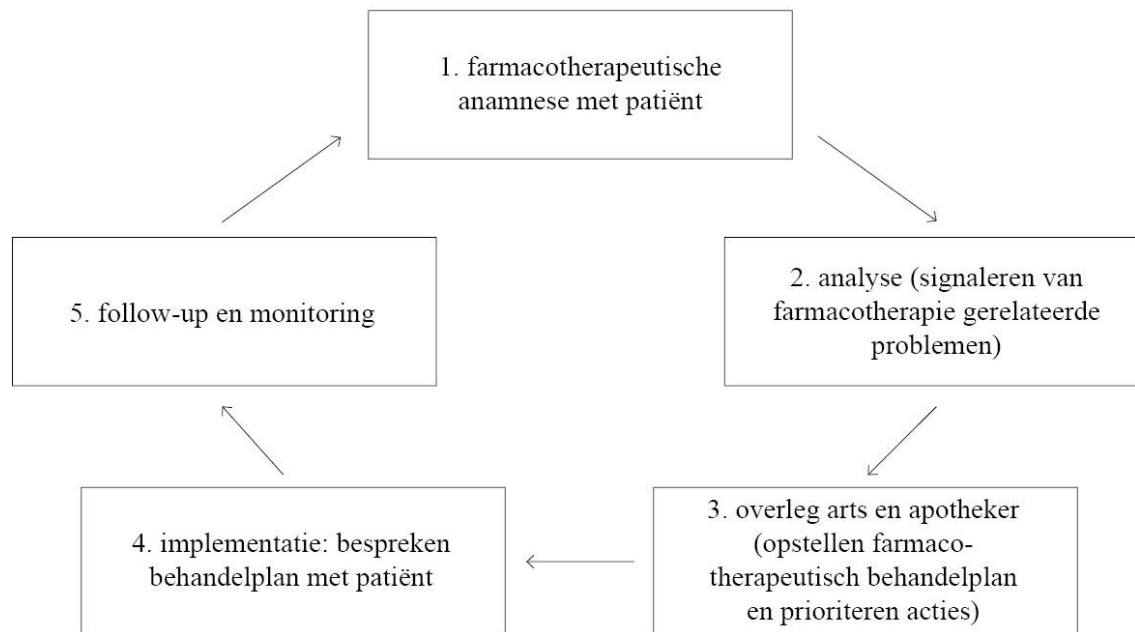 1. farmacotherapeutische
anamnese met patiënt
2. analyse (signaleren van
farmacotherapie gerelateerde
problemen)
3. overleg arts en apotheker
(opstellen farmaco-
therapeutisch behandelplan
en prioriteren acties)
4. implementatie: bespreken
behandelplan met patiënt
5. follow-up en monitoring